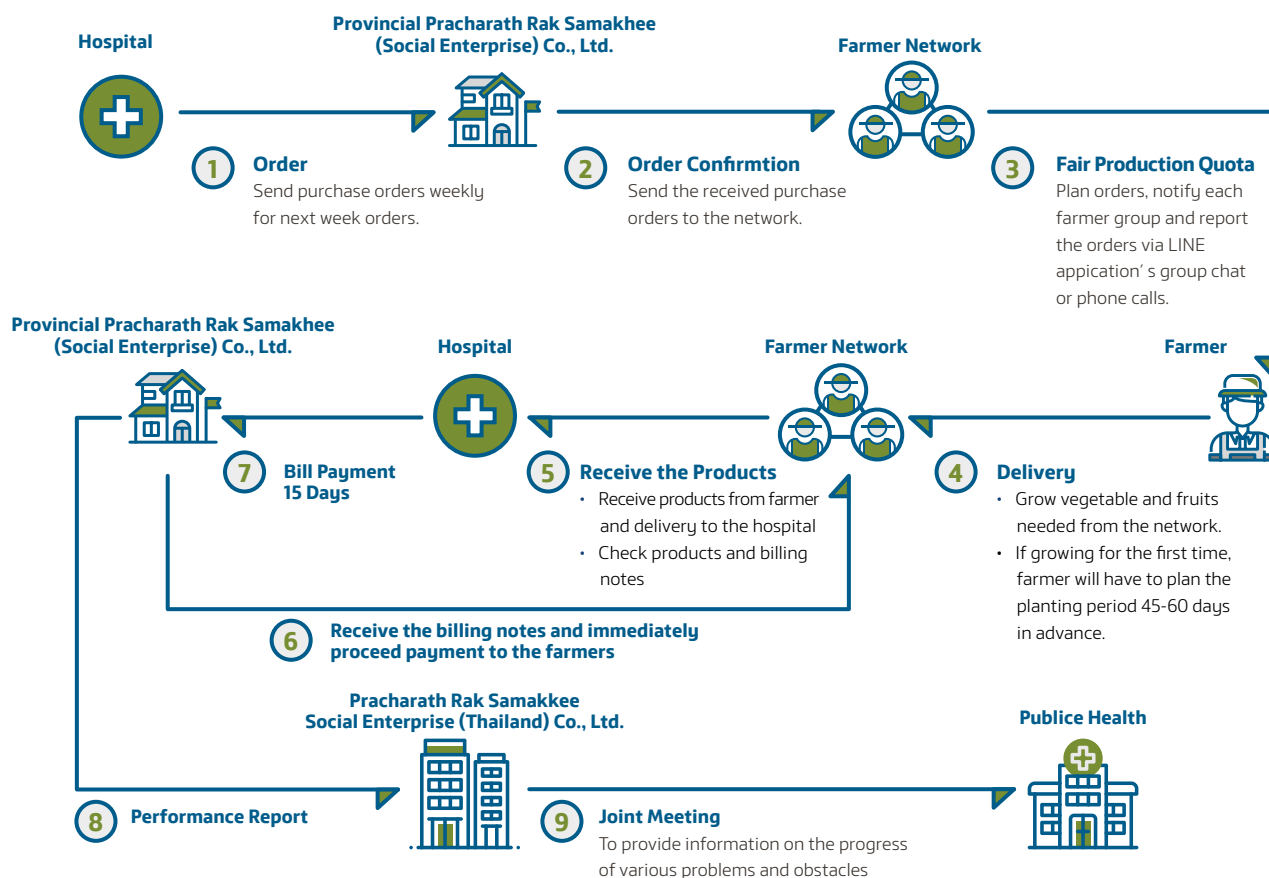 Hospital
Provincial Pracharath Rak Samakhee
(Social Enterprise) Co., Ltd.
Farmer Network
1
Order
Send purchase orders weekly
for next week orders.
2
Order Confirmtion
Send the received purchase
orders to the network.
3
Fair Production Quota
Plan orders, notify each
farmer group and report
the orders via LINE
appication' s group chat
or phone calls.
Provincial Pracharath Rak Samakhee
(Social Enterprise) Co., Ltd.
Hospital
Farmer Network
Farmer
7
Bill Payment
15 Days
5
Receive the Products
• Receive products from farmer
and delivery to the hospital
• Check products and billing
notes
4
Delivery
• Grow vegetable and fruits
needed from the network.
• If growing for the first time,
farmer will have to plan the
planting period 45-60 days
in advance.
6
Receive the billing notes and immediately
proceed payment to the farmers
Pracharath Rak Samakkee
Social Enterprise (Thailand) Co., Ltd.
Publice Health
8
Performance Report
9
Joint Meeting
To provide information on the progress
of various problems and obstacles